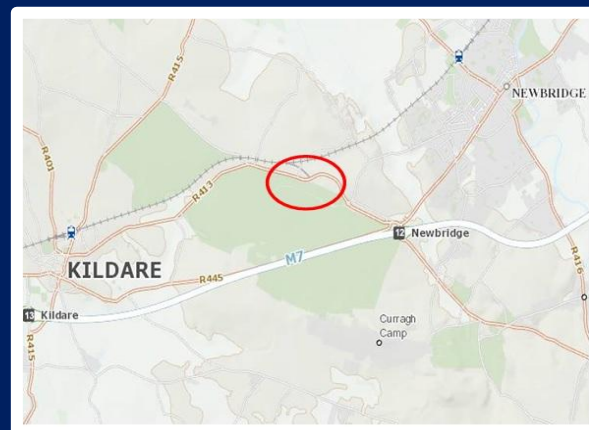 R415
NEWBRIDGE
R401
R413
12 Newbridge
M7
KILDARE
R445
R416
13 Kildare
Curragh
Camp
R415